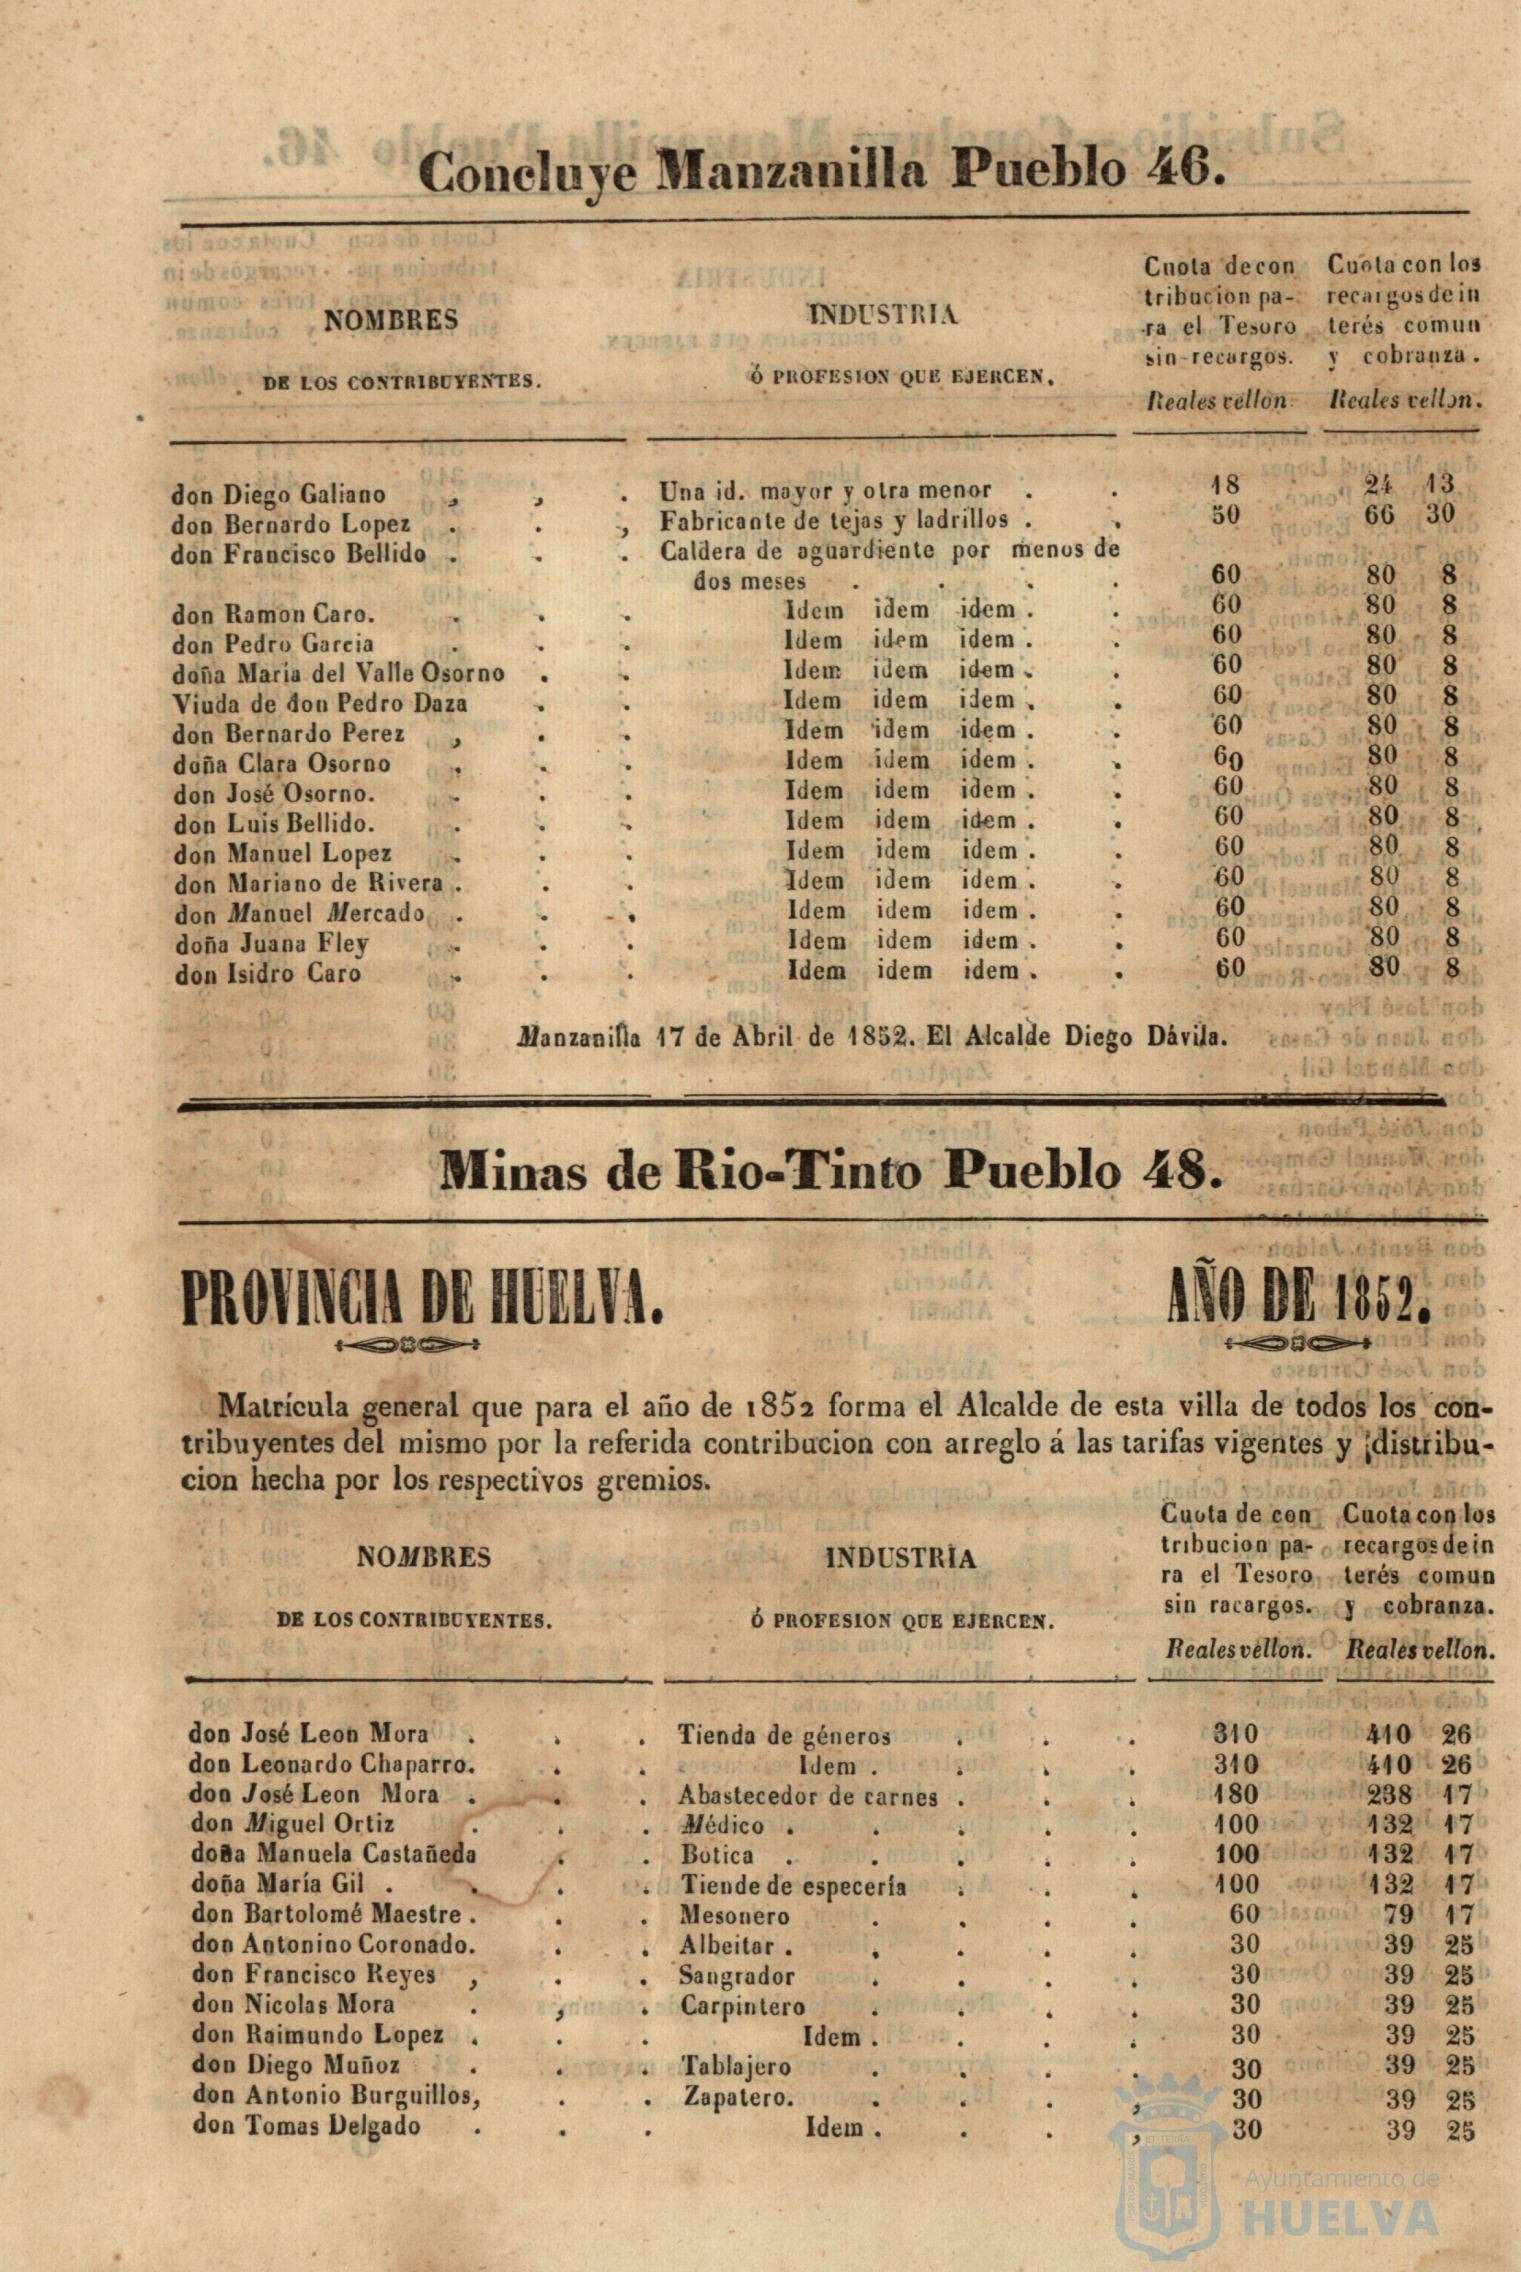 Concluye Manzanilla Pueblo 46.
NOMBRES
DE LOS CONTRIBUYENTES.
INDUSTRIA
Ó PROFESION QUE EJERCEN.
Cuota de con
tribucion pa-
ra el Tesoro
sin recargos.
Reales vellon
Cuota con los
recargos de in
terés comun
y cobranza.
Reales vellon.
don Diego Galiano , , . Una id. mayor y otra menor . . 18 24 13
don Bernardo Lopez . . , Fabricante de tejas y ladrillos . . 50 66 30
don Francisco Bellido . . . Caldera de aguardiente por menos de
dos meses . . . . 60 80 8
don Ramon Caro. . . . Idem idem idem . . 60 80 8
don Pedro Garcia . . . Idem idem idem . . 60 80 8
doña Maria del Valle Osorno . . Idem idem idem . . 60 80 8
Viuda de don Pedro Daza . . Idem idem idem . . 60 80 8
don Bernardo Perez , . . Idem idem idem . . 60 80 8
doña Clara Osorno . . . Idem idem idem . . 60 80 8
don José Osorno. . . . Idem idem idem . . 60 80 8
don Luis Bellido. . . . Idem idem idem . . 60 80 8
don Manuel Lopez . . . Idem idem idem . . 60 80 8
don Mariano de Rivera . . . Idem idem idem . . 60 80 8
don Manuel Mercado . . . Idem idem idem . . 60 80 8
doña Juana Fley . . . Idem idem idem . . 60 80 8
don Isidro Caro . . . Idem idem idem . . 60 80 8
Manzanilla 17 de Abril de 1852. El Alcalde Diego Dávila.
Minas de Rio-Tinto Pueblo 48.
PROVINCIA DE HUELVA.
AÑO DE 1852.
Matrícula general que para el año de 1852 forma el Alcalde de esta villa de todos los con-
tribuyentes del mismo por la referida contribucion con arreglo á las tarifas vigentes y ¡distribu-
cion hecha por los respectivos gremios.
NOMBRES
DE LOS CONTRIBUYENTES.
INDUSTRIA
Ó PROFESION QUE EJERCEN.
Cuota de con
tribucion pa-
ra el Tesoro
sin racargos.
Reales vellon.
Cuota con los
recargos de in
terés comun
y cobranza.
Reales vellon.
don José Leon Mora . . . Tienda de géneros . . . 310 410 26
don Leonardo Chaparro. . . Idem . . . . 310 410 26
don José Leon Mora . . . Abastecedor de carnes . . . 180 238 17
don Miguel Ortiz . . . Médico . . . . . 100 132 17
doña Manuela Castañeda . . Botica . . . . . 100 132 17
doña María Gil . . . . Tiende de especería . . . 100 132 17
don Bartolomé Maestre . . . Mesonero . . . . 60 79 17
don Antonino Coronado. . . Albeitar . . . . . 30 39 25
don Francisco Reyes , . . Sangrador . . . . 30 39 25
don Nicolas Mora . , . Carpintero . . . . 30 39 25
don Raimundo Lopez . . . Idem . . . . 30 39 25
don Diego Muñoz . . . Tablajero . . . . 30 39 25
don Antonio Burguillos, . . Zapatero. . . . , 30 39 25
don Tomas Delgado . . . Idem . . . , 30 39 25
Ayuntamiento de
HUELVA